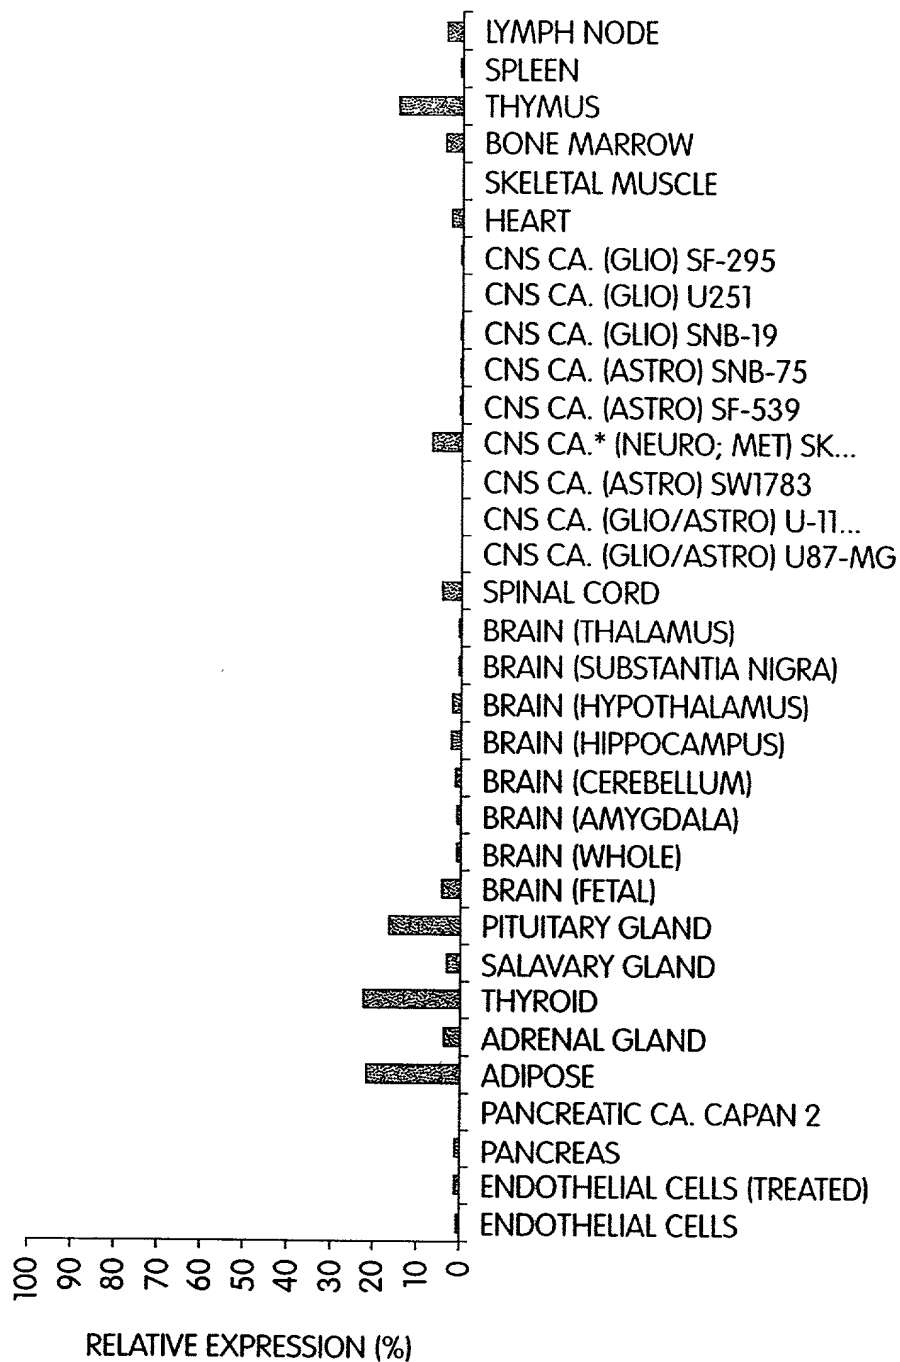 LYMPH NODE
SPLEEN
THYMUS
BONE MARROW
SKELETAL MUSCLE
HEART
CNS CA. (GLIO) SF-295
CNS CA. (GLIO) U251
CNS CA. (GLIO) SNB-19
CNS CA. (ASTRO) SNB-75
CNS CA. (ASTRO) SF-539
CNS CA.* (NEURO; MET) SK...
CNS CA. (ASTRO) SW1783
CNS CA. (GLIO/ASTRO) U-11...
CNS CA. (GLIO/ASTRO) U87-MG
SPINAL CORD
BRAIN (THALAMUS)
BRAIN (SUBSTANTIA NIGRA)
BRAIN (HYPOTHALAMUS)
BRAIN (HIPPOCAMPUS)
BRAIN (CEREBELLUM)
BRAIN (AMYGDALA)
BRAIN (WHOLE)
BRAIN (FETAL)
PITUITARY GLAND
SALAVARY GLAND
THYROID
ADRENAL GLAND
ADIPOSE
PANCREATIC CA. CAPAN 2
PANCREAS
ENDOTHELIAL CELLS (TREATED)
ENDOTHELIAL CELLS
100 90 80 70 60 50 40 30 20 10 0
RELATIVE EXPRESSION (%)